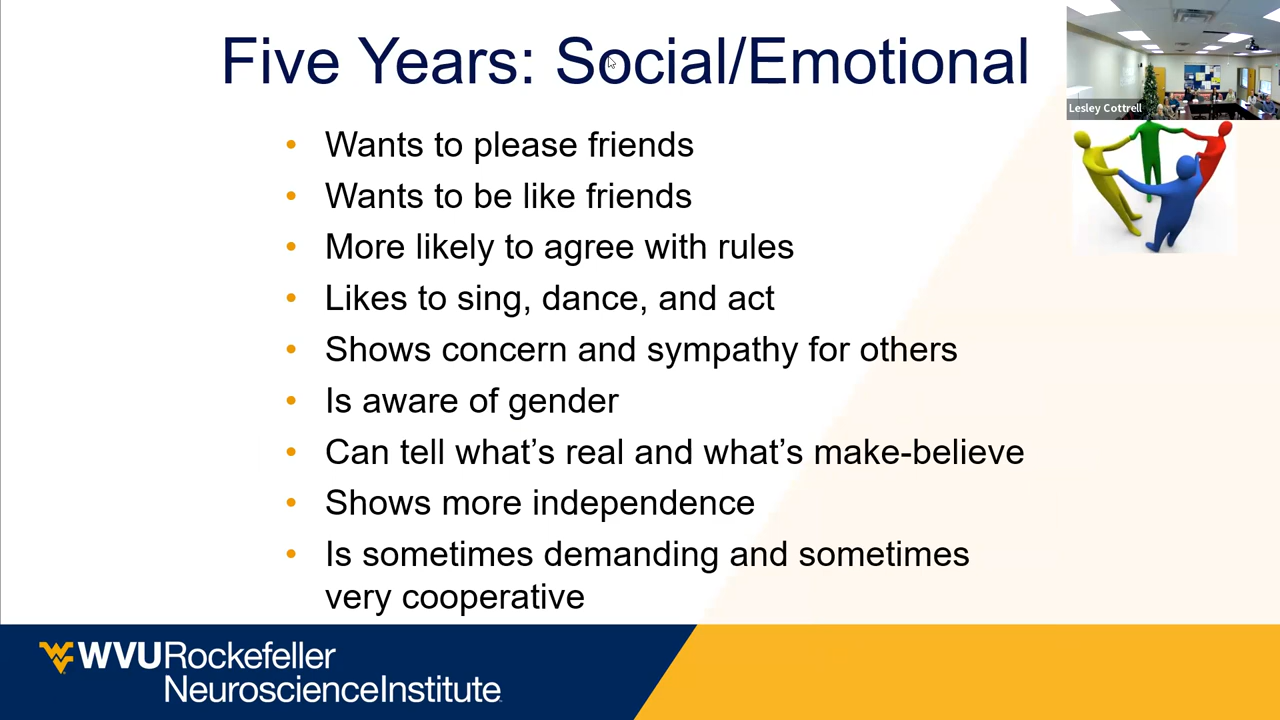 Five Years: Social/Emotional
Lesley Cottrell
• Wants to please friends
• Wants to be like friends
• More likely to agree with rules
• Likes to sing, dance, and act
• Shows concern and sympathy for others
• Is aware of gender
• Can tell what’s real and what’s make-believe
• Shows more independence
• Is sometimes demanding and sometimes
very cooperative
WVU Rockefeller
NeuroscienceInstitute